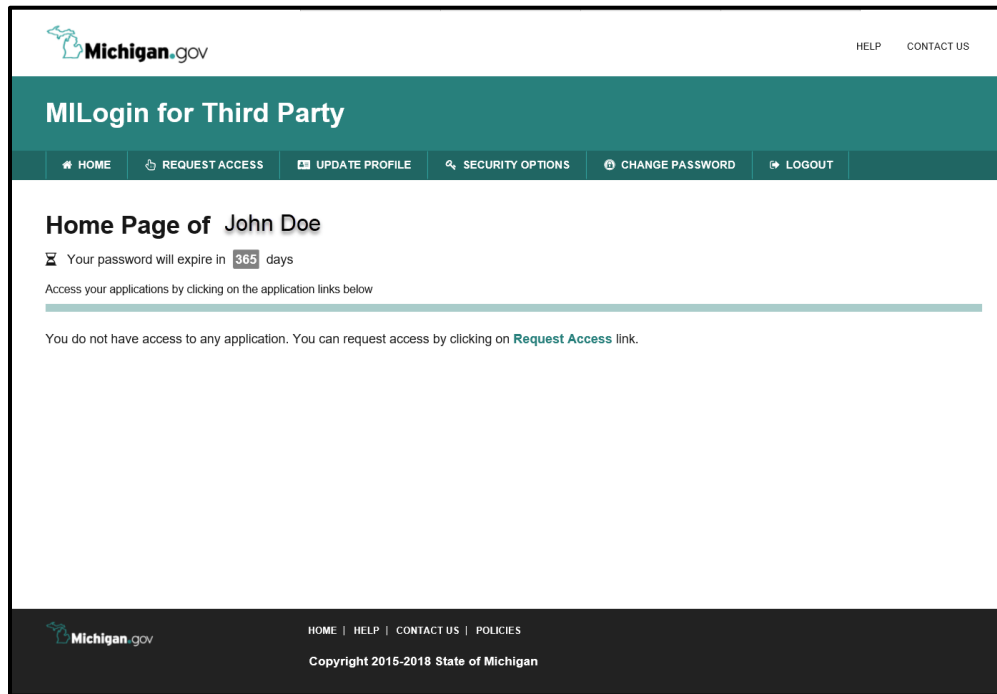 Michigan.gov
HELP CONTACT US
MILogin for Third Party
HOME REQUEST ACCESS UPDATE PROFILE SECURITY OPTIONS CHANGE PASSWORD LOGOUT
Home Page of John Doe
Your password will expire in 365 days
Access your applications by clicking on the application links below
You do not have access to any application. You can request access by clicking on Request Access link.
Michigan.gov
HOME | HELP | CONTACT US | POLICIES
Copyright 2015-2018 State of Michigan